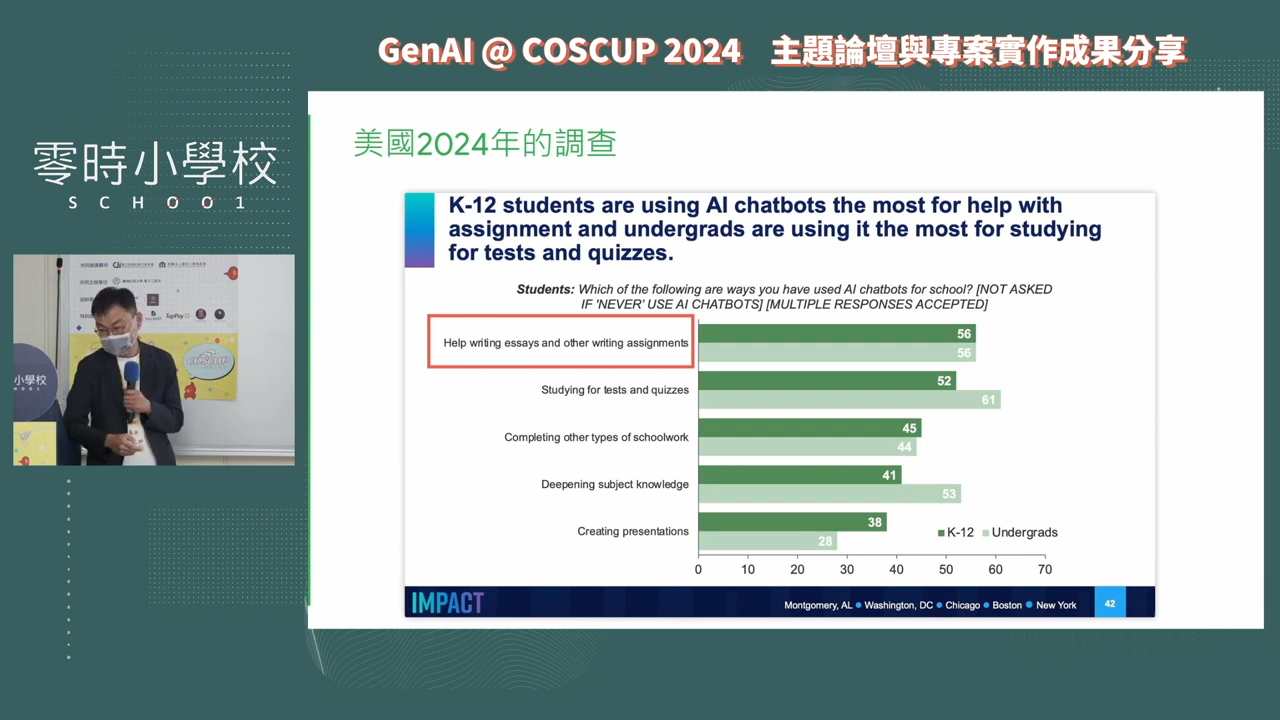 GenAI @ COSCUP 2024 主題論壇與專案實作成果分享
零時小學校
SCHOO1
美國2024年的調查
K-12 students are using AI chatbots the most for help with
assignment and undergrads are using it the most for studying
for tests and quizzes.
Students: Which of the following are ways you have used AI chatbots for school? [NOT ASKED
IF 'NEVER' USE AI CHATBOTS] [MULTIPLE RESPONSES ACCEPTED]
Help writing essays and other writing assignments
56
56
Studying for tests and quizzes
52
61
Completing other types of schoolwork
45
44
Deepening subject knowledge
41
53
Creating presentations
38
28
K-12 Undergrads
0 10 20 30 40 50 60 70
IMPACT
Montgomery, AL Washington, DC Chicago Boston New York
42
COSCUP
小學校